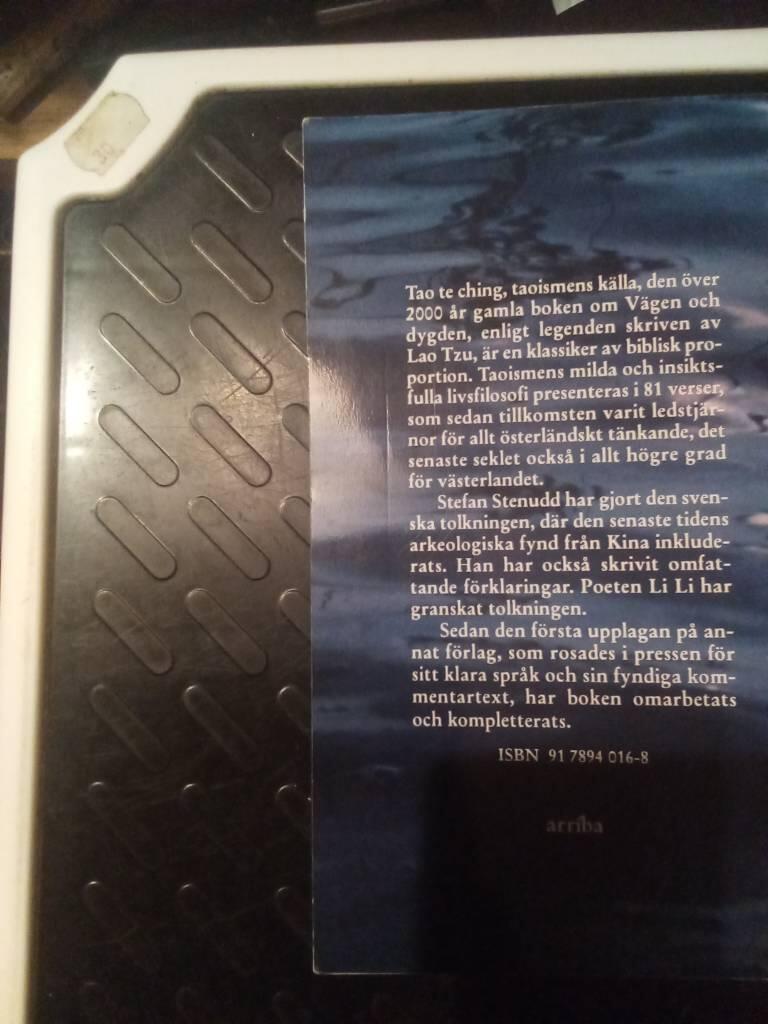 30
Tao te ching, taoismens källa, den över
2000 år gamla boken om Vägen och
dygden, enligt legenden skriven av
Lao Tzu, är en klassiker av biblisk pro-
portion. Taoismens milda och insikts-
fulla livsfilosofi presenteras i 81 verser,
som sedan tillkomsten varit ledstjär-
nor för allt österländskt tänkande, det
senaste seklet också i allt högre grad
för västerlandet.
Stefan Stenudd har gjort den sven-
ska tolkningen, där den senaste tidens
arkeologiska fynd från Kina inklude-
rats. Han har också skrivit omfat-
tande förklaringar. Poeten Li Li har
granskat tolkningen.
Sedan den första upplagan på an-
nat förlag, som rosades i pressen för
sitt klara språk och sin fyndiga kom-
mentartext, har boken omarbetats
och kompletterats.
ISBN 91 7894 016-8
arriba